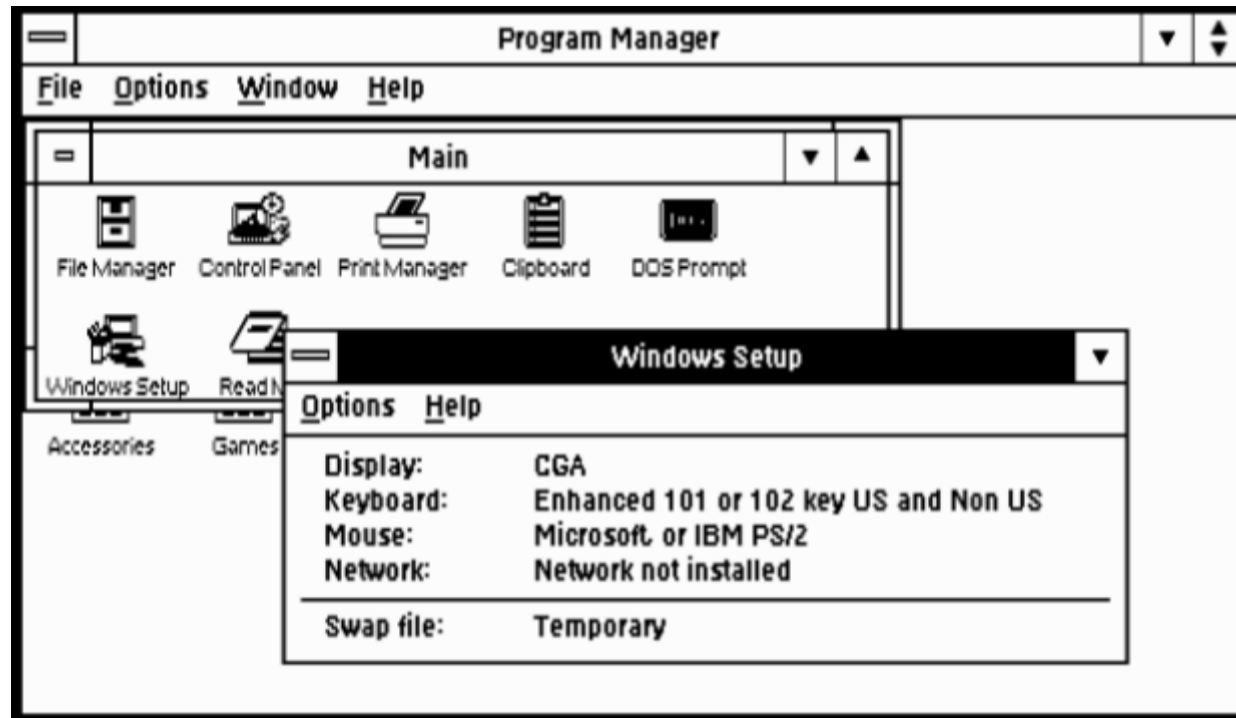 Program Manager
File Options Window Help
Main
File Manager Control Panel Print Manager Clipboard DOS Prompt
Windows Setup Read
Accessories Games
Windows Setup
Options Help
Display: CGA
Keyboard: Enhanced 101 or 102 key US and Non US
Mouse: Microsoft, or IBM PS/2
Network: Network not installed
Swap file: Temporary